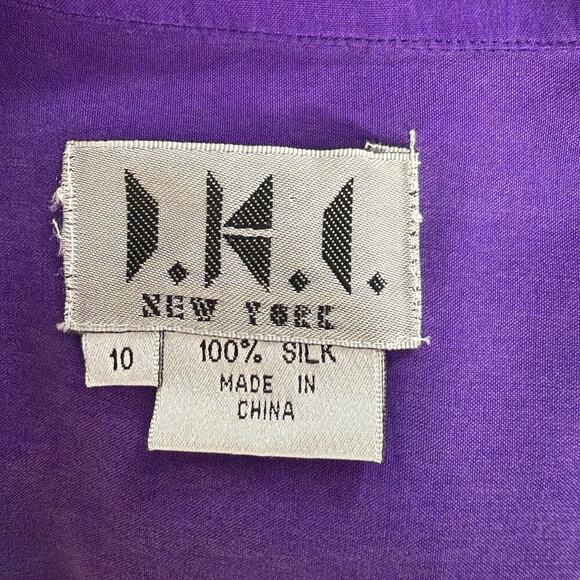 D.K.I.
NEW YORK
10
100% SILK
MADE IN
CHINA